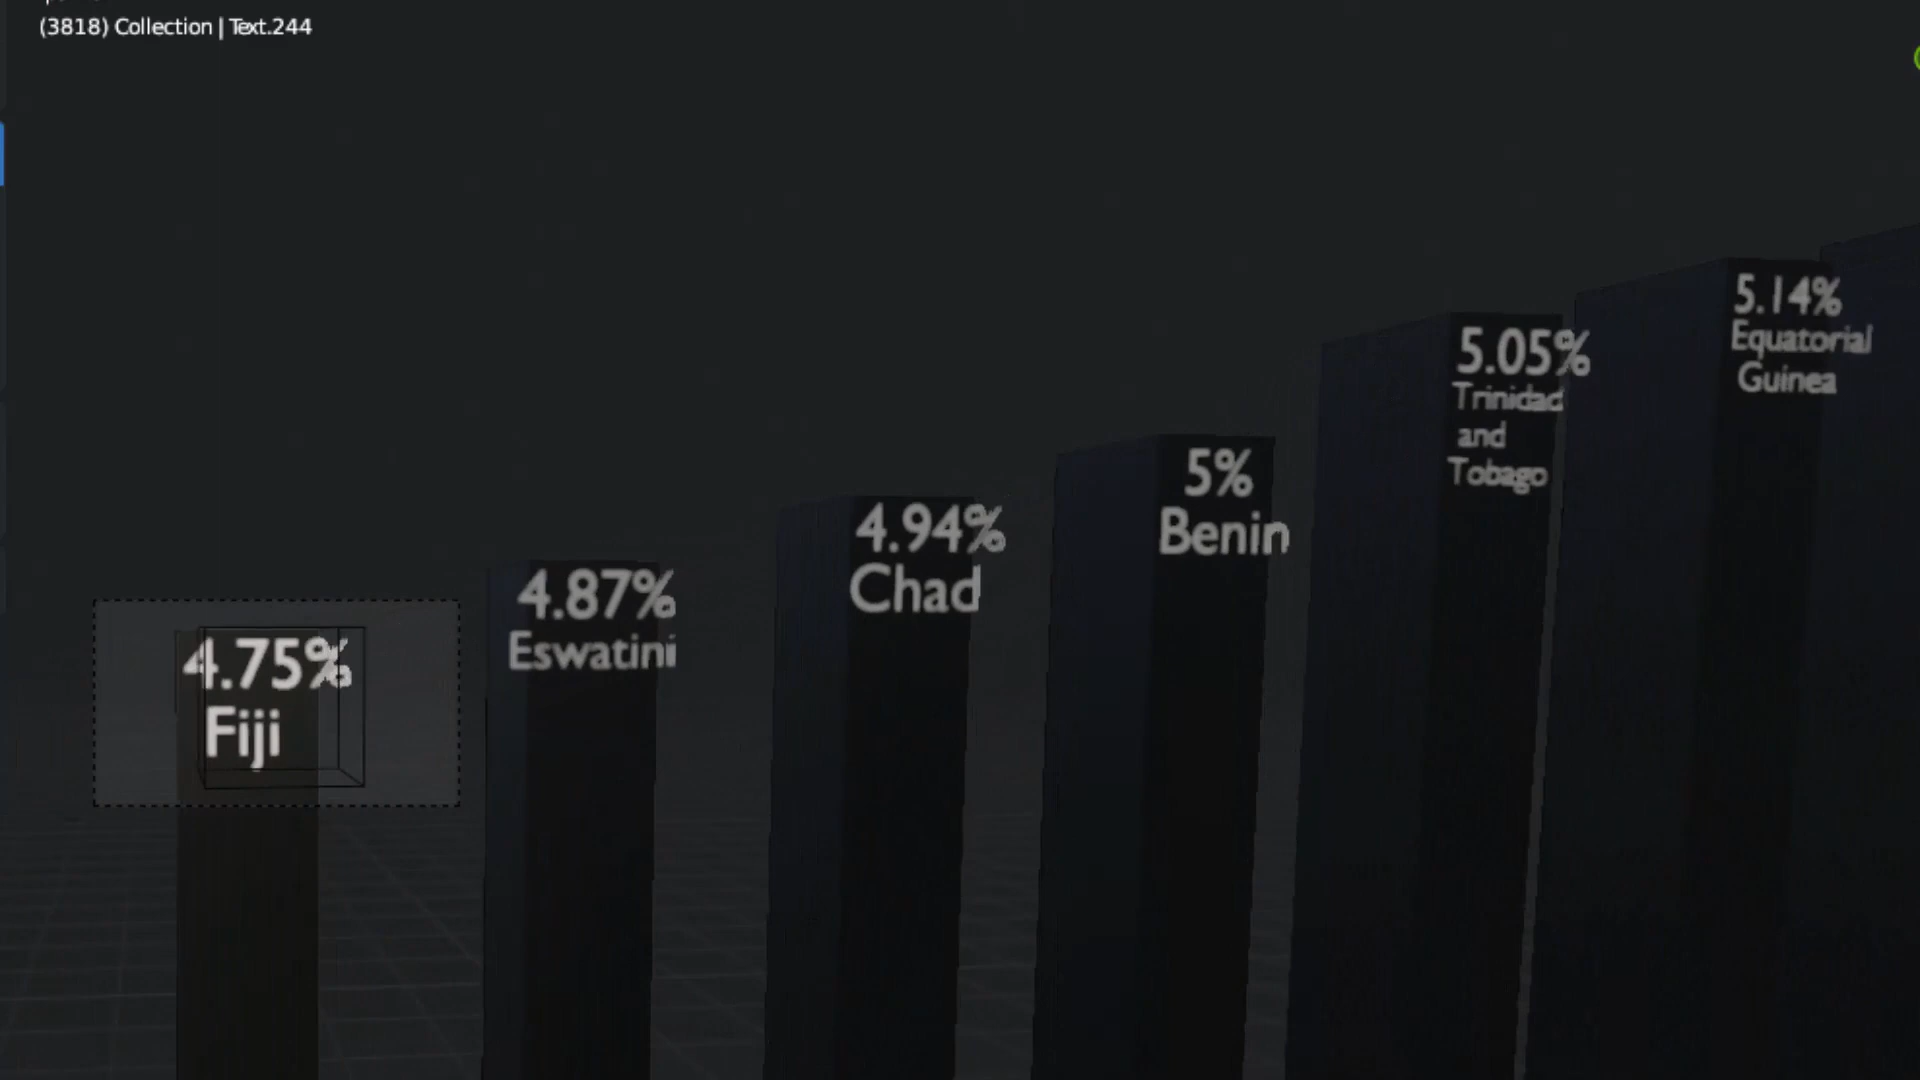 (3818) Collection | Text.244
4.75%
Fiji
4.87%
Eswatini
4.94%
Chad
5%
Benin
5.05%
Trinidad
and
Tobago
5.14%
Equatorial
Guinea